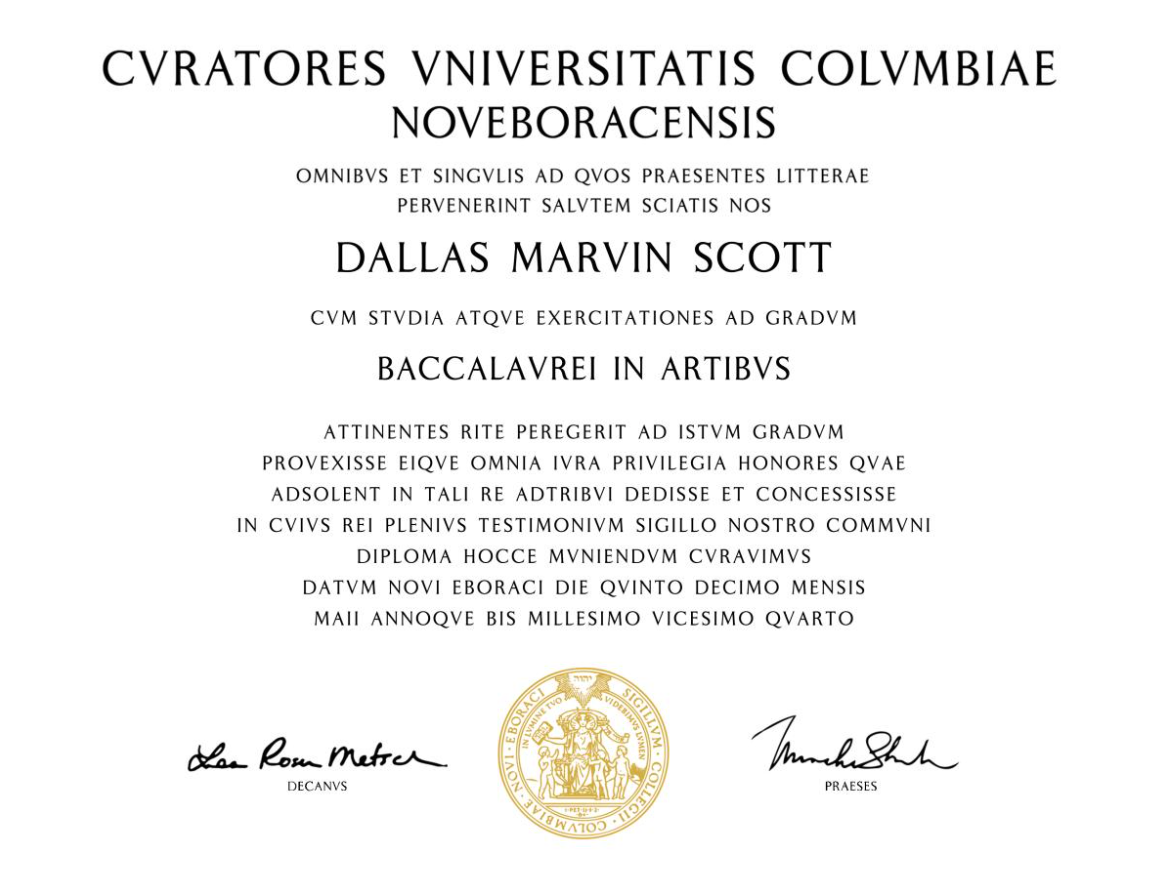 CVRATORES VNIVERSITATIS COLVMBIAE
NOVEBORACENSIS
OMNIBVS ET SINGVLIS AD QVOS PRAESENTES LITTERAE
PERVENERINT SALVTEM SCIATIS NOS
DALLAS MARVIN SCOTT
CVM STVDIA ATQVE EXERCITATIONES AD GRADVM
BACCALAVREI IN ARTIBVS
ATTINENTES RITE PEREGERIT AD ISTVM GRADVM
PROVEXISSE EIQVE OMNIA IVRA PRIVILEGIA HONORES QVAE
ADSOLENT IN TALI RE ADTRIBVI DEDISSE ET CONCESSISSE
IN CVIVS REI PLENIVS TESTIMONIVM SIGILLO NOSTRO COMMVNI
DIPLOMA HOCCE MVNIENDVM CVRAVIMVS
DATVM NOVI EBORACI DIE QVINTO DECIMO MENSIS
MAII ANNOQVE BIS MILLESIMO VICESIMO QVARTO
SIGILLVM · COLLEGII · COLVMBIAE · NOVI · EBORACI
IN LVMINE TVO VIDEBIMVS LVMEN
יהוה
DECANVS
PRAESES